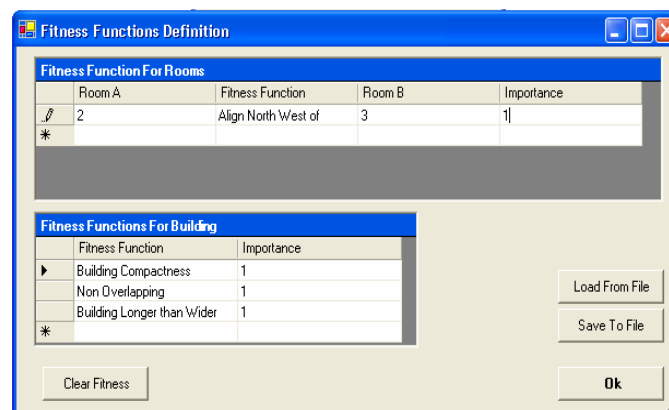 Fitness Functions Definition
Fitness Function For Rooms
Room A Fitness Function Room B Importance
2 Align North West of 3 1
Fitness Functions For Building
Fitness Function Importance
Building Compactness 1
Non Overlapping 1
Building Longer than Wider 1
Load From File
Save To File
Clear Fitness
Ok